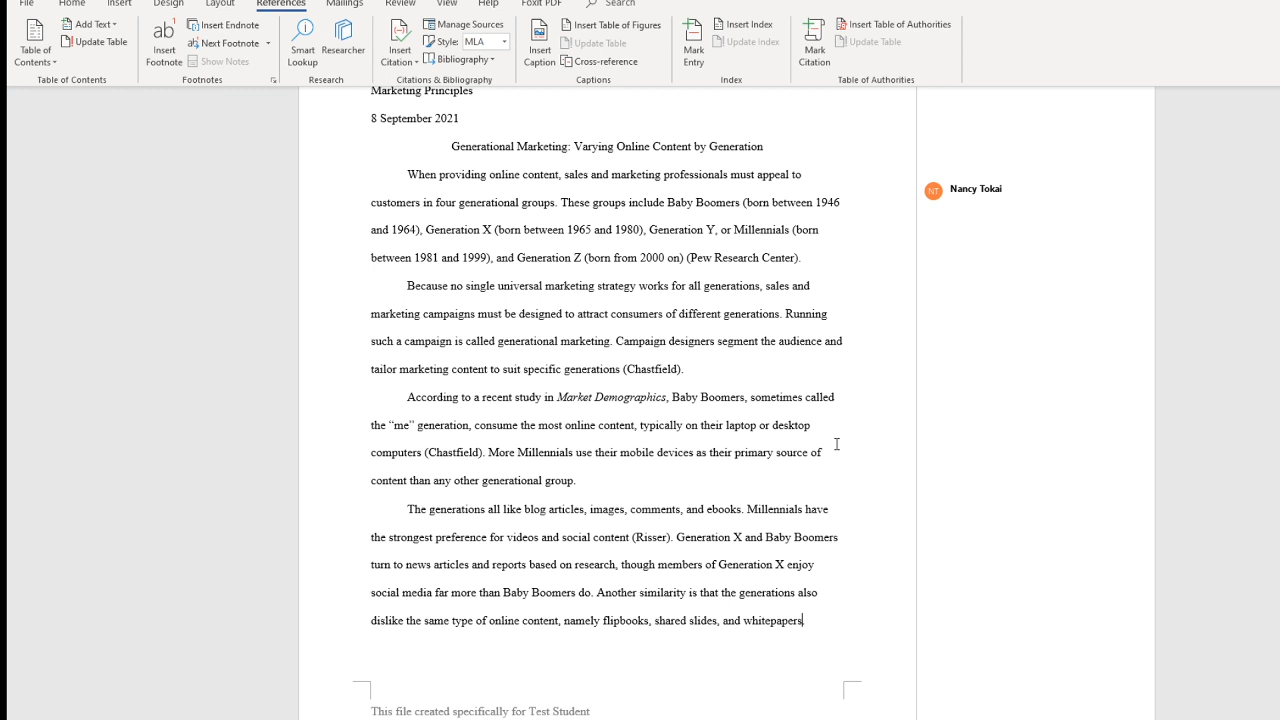 File Home Insert Design Layout References Mailings Review View Help Foxit PDF Search
Table of Contents
Add Text
Update Table
Table of Contents
ab
Insert Footnote
Insert Endnote
Next Footnote
Show Notes
Footnotes
Smart Lookup
Researcher
Research
Insert Citation
Manage Sources
Style: MLA
Bibliography
Citations & Bibliography
Insert Caption
Insert Table of Figures
Update Table
Cross-reference
Captions
Mark Entry
Insert Index
Update Index
Index
Mark Citation
Insert Table of Authorities
Update Table
Table of Authorities
Marketing Principles
8 September 2021
Generational Marketing: Varying Online Content by Generation
When providing online content, sales and marketing professionals must appeal to
customers in four generational groups. These groups include Baby Boomers (born between 1946
and 1964), Generation X (born between 1965 and 1980), Generation Y, or Millennials (born
between 1981 and 1999), and Generation Z (born from 2000 on) (Pew Research Center).
Because no single universal marketing strategy works for all generations, sales and
marketing campaigns must be designed to attract consumers of different generations. Running
such a campaign is called generational marketing. Campaign designers segment the audience and
tailor marketing content to suit specific generations (Chastfield).
According to a recent study in Market Demographics, Baby Boomers, sometimes called
the “me” generation, consume the most online content, typically on their laptop or desktop
computers (Chastfield). More Millennials use their mobile devices as their primary source of
content than any other generational group.
The generations all like blog articles, images, comments, and ebooks. Millennials have
the strongest preference for videos and social content (Risser). Generation X and Baby Boomers
turn to news articles and reports based on research, though members of Generation X enjoy
social media far more than Baby Boomers do. Another similarity is that the generations also
dislike the same type of online content, namely flipbooks, shared slides, and whitepapers.
This file created specifically for Test Student
NT Nancy Tokai